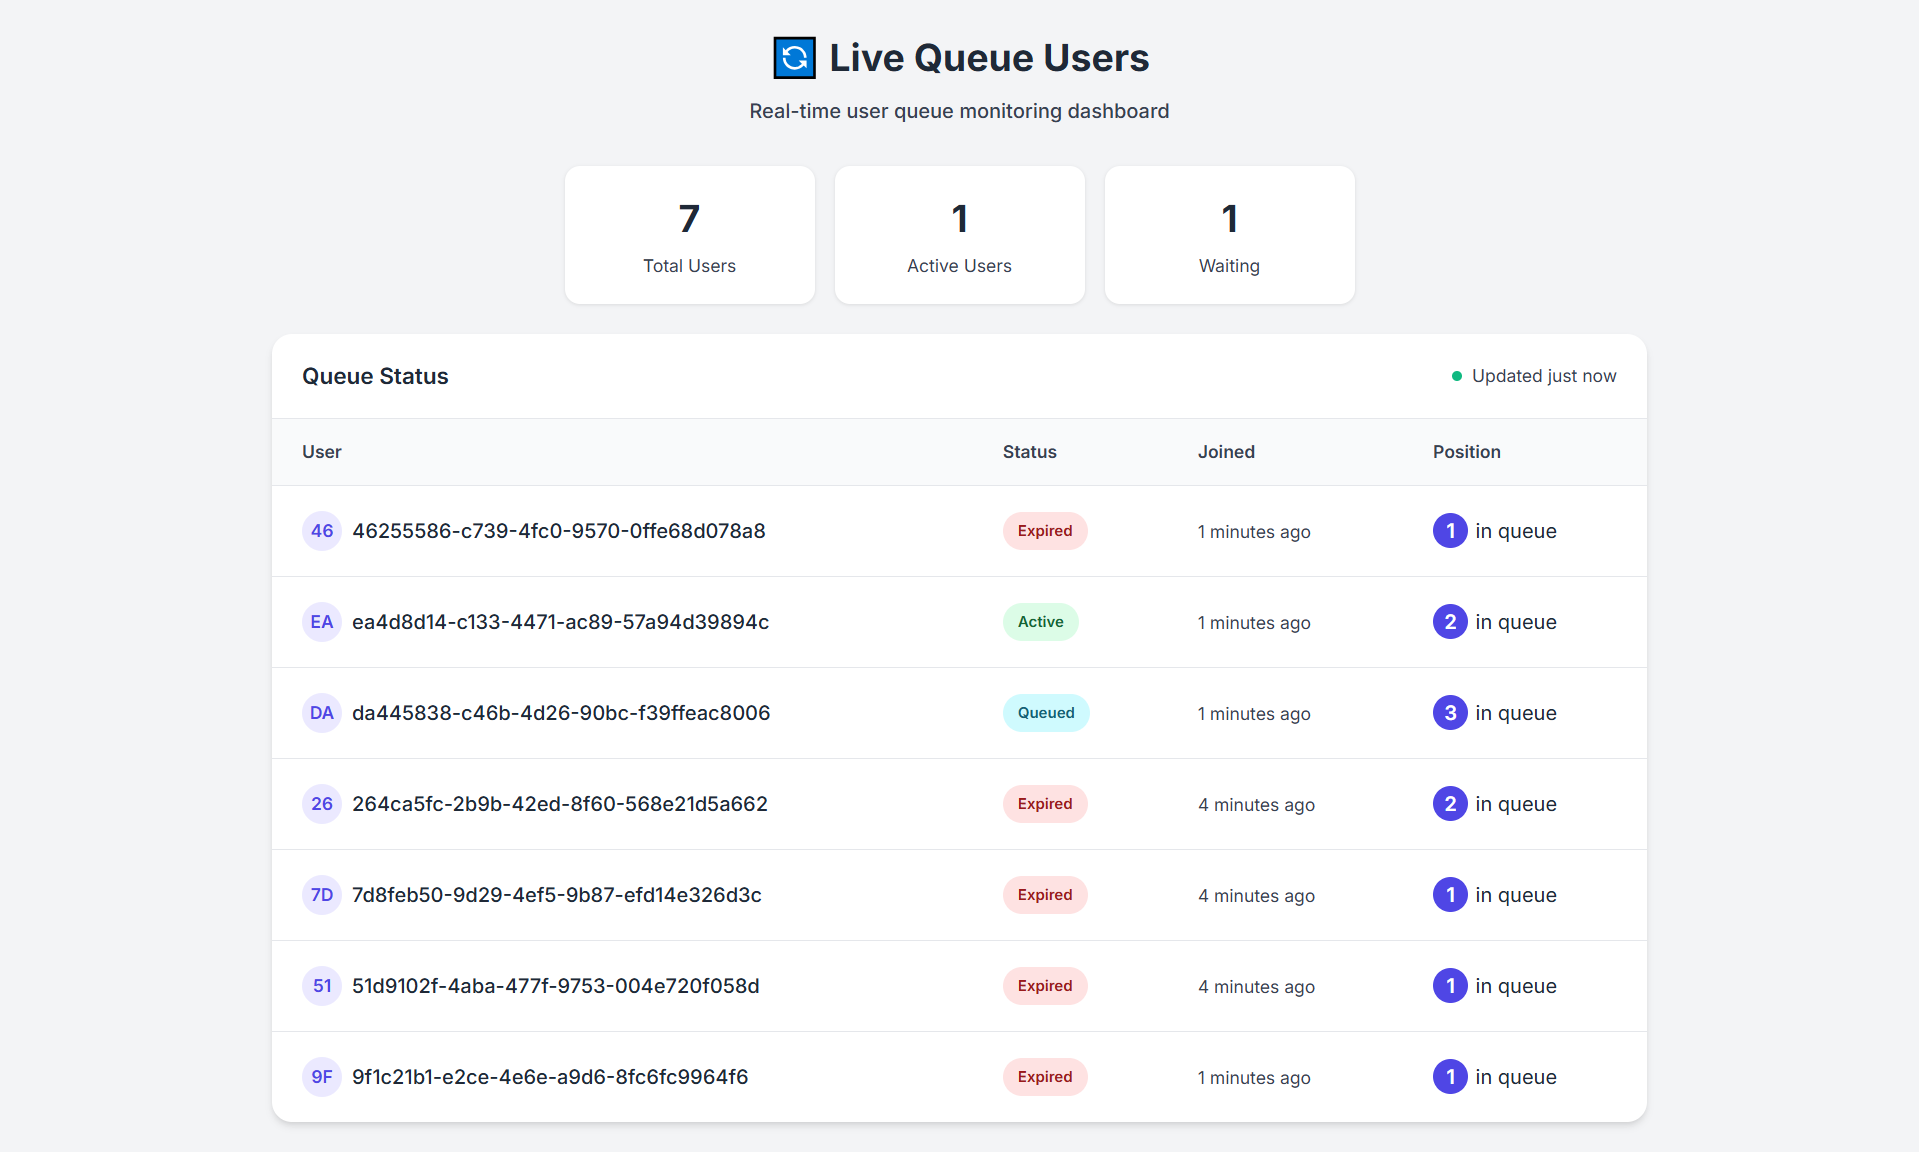 Live Queue Users
Real-time user queue monitoring dashboard
7
Total Users
1
Active Users
1
Waiting
Queue Status
Updated just now
User Status Joined Position
46 46255586-c739-4fc0-9570-0ffe68d078a8 Expired 1 minutes ago 1 in queue
EA ea4d8d14-c133-4471-ac89-57a94d39894c Active 1 minutes ago 2 in queue
DA da445838-c46b-4d26-90bc-f39ffeac8006 Queued 1 minutes ago 3 in queue
26 264ca5fc-2b9b-42ed-8f60-568e21d5a662 Expired 4 minutes ago 2 in queue
7D 7d8feb50-9d29-4ef5-9b87-efd14e326d3c Expired 4 minutes ago 1 in queue
51 51d9102f-4aba-477f-9753-004e720f058d Expired 4 minutes ago 1 in queue
9F 9f1c21b1-e2ce-4e6e-a9d6-8fc6fc9964f6 Expired 1 minutes ago 1 in queue